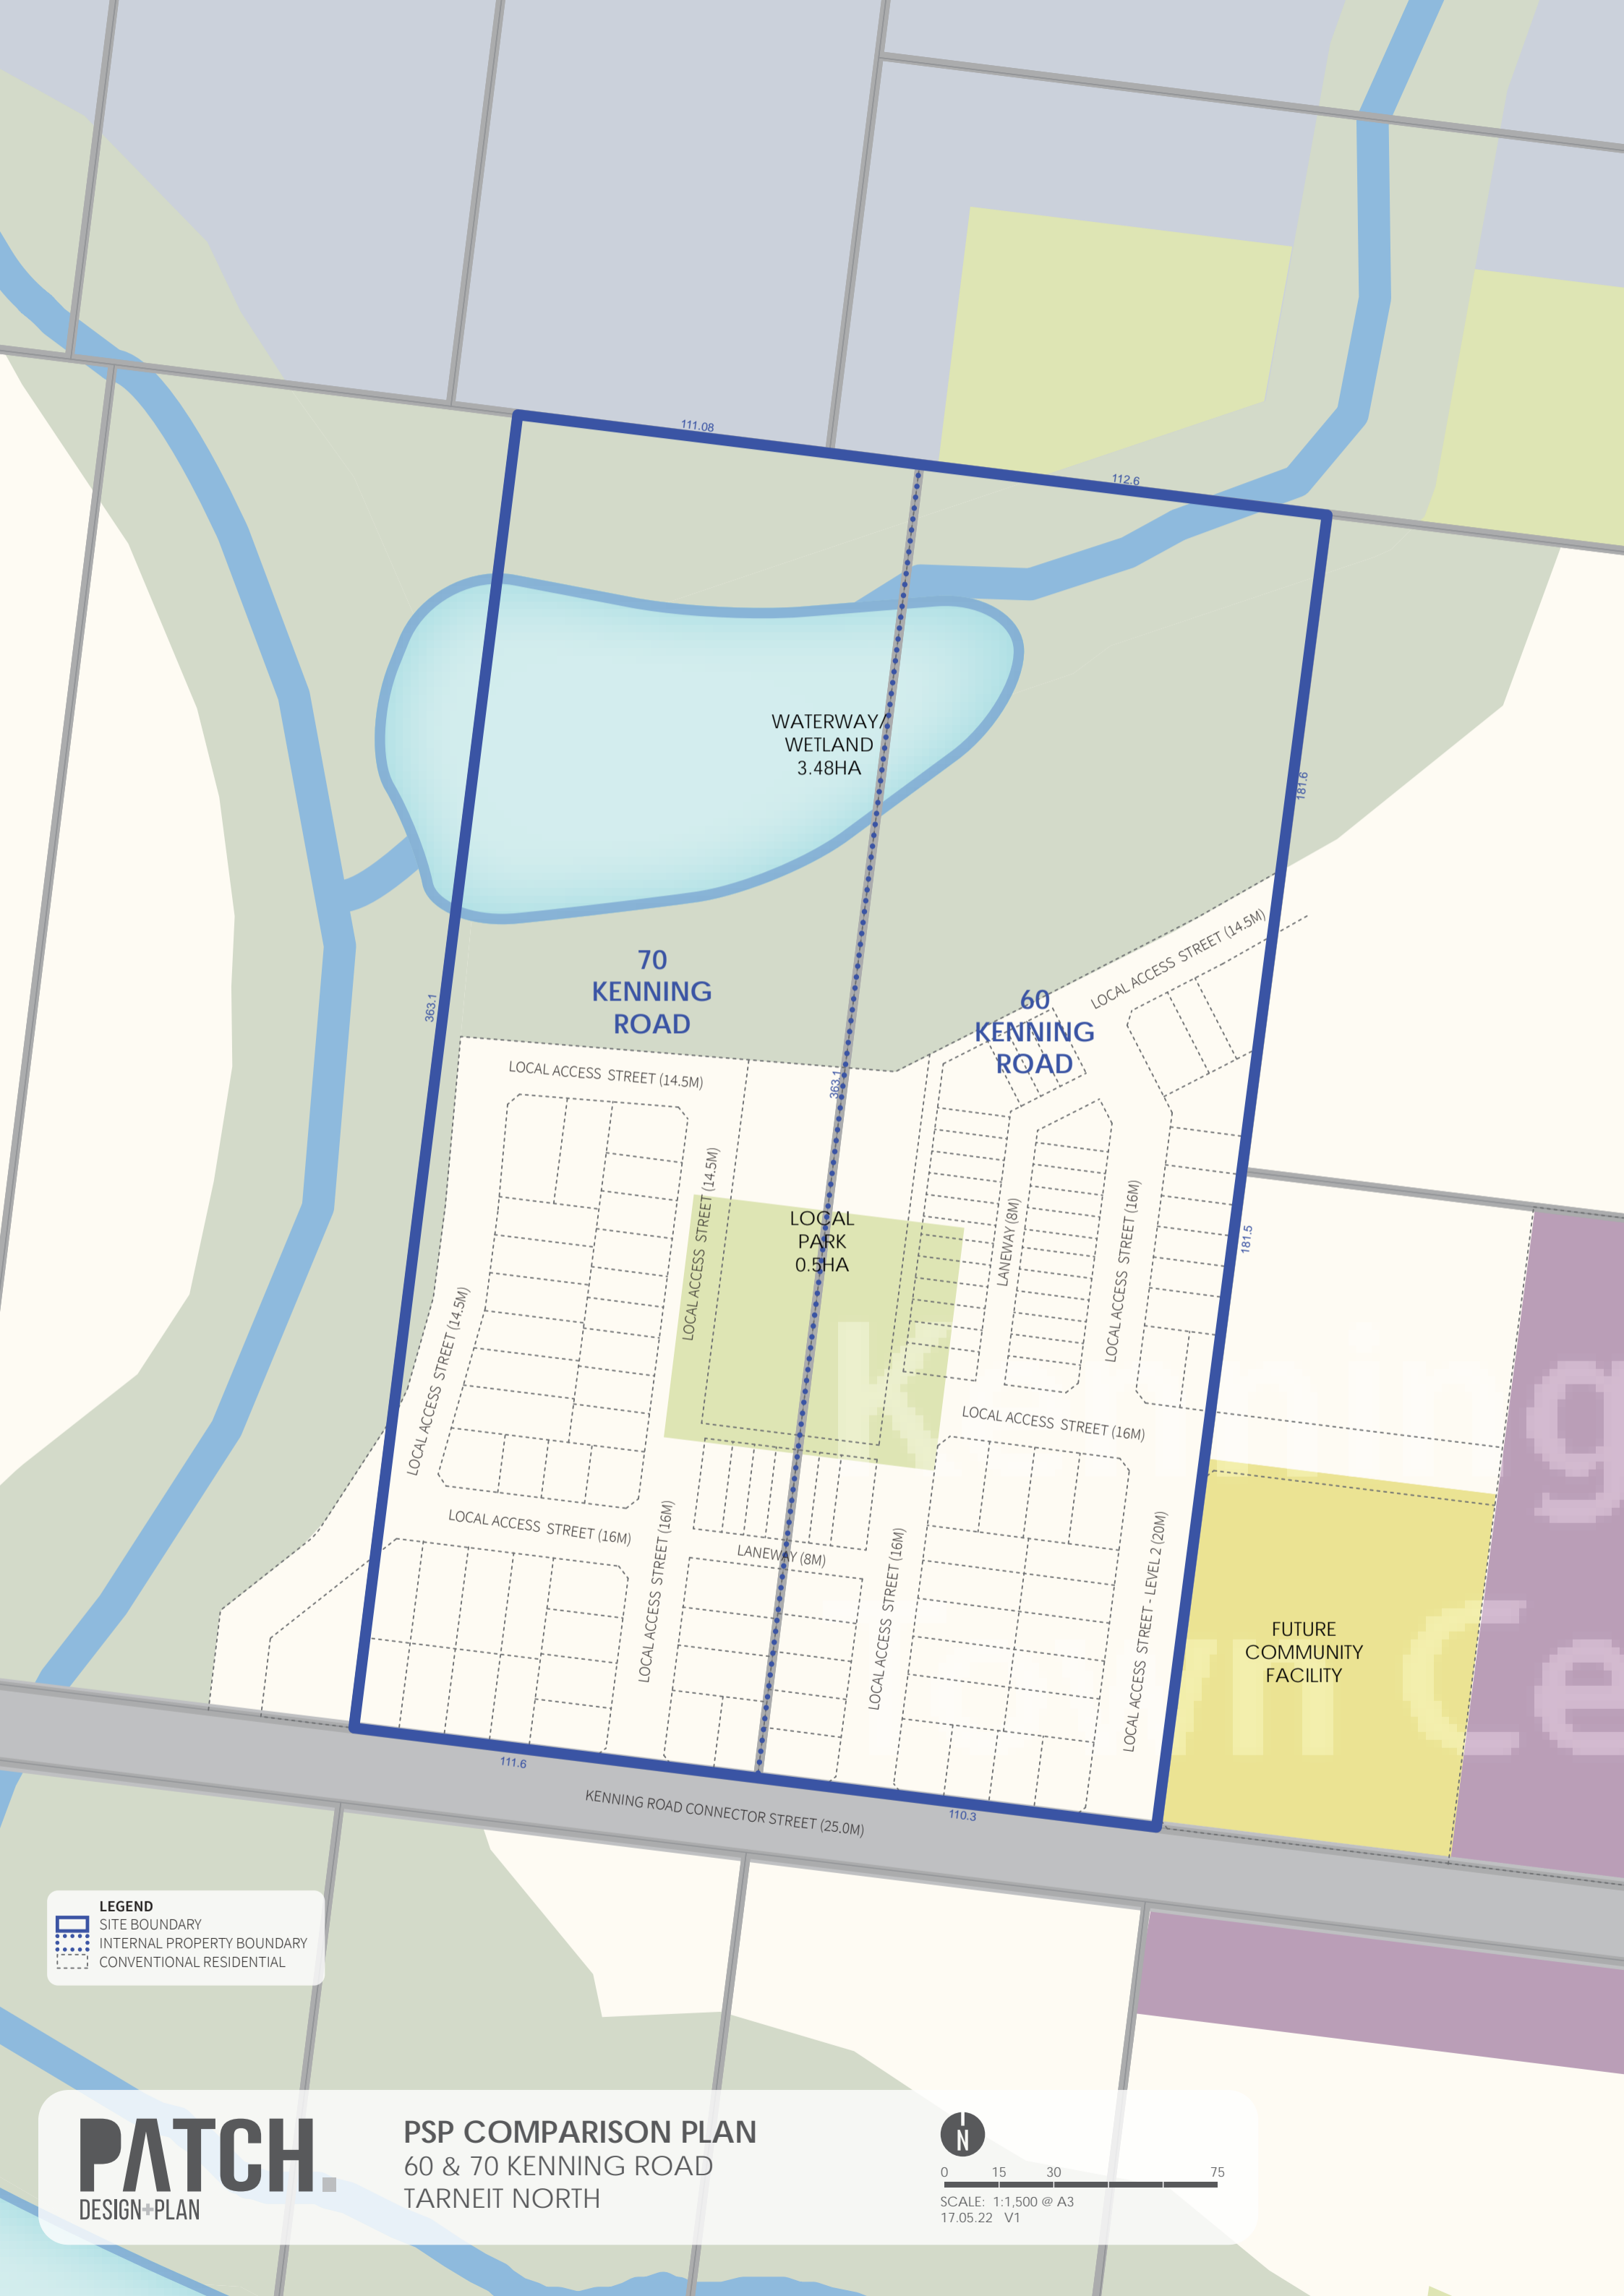 111.08
112.6
WATERWAY/
WETLAND
3.48HA
181.6
363.1
70
KENNING
ROAD
60
KENNING
ROAD
LOCAL ACCESS STREET (14.5M)
LOCAL ACCESS STREET (14.5M)
363.1
LOCAL ACCESS STREET (14.5M)
LOCAL
PARK
0.5HA
LANEWAY (8M)
LOCAL ACCESS STREET (16M)
181.5
LOCAL ACCESS STREET (14.5M)
LOCAL ACCESS STREET (16M)
LOCAL ACCESS STREET (16M)
LOCAL ACCESS STREET (16M)
LANEWAY (8M)
LOCAL ACCESS STREET (16M)
LOCAL ACCESS STREET - LEVEL 2 (20M)
Kenning
Town Ce
FUTURE
COMMUNITY
FACILITY
111.6
KENNING ROAD CONNECTOR STREET (25.0M)
110.3
LEGEND
SITE BOUNDARY
INTERNAL PROPERTY BOUNDARY
CONVENTIONAL RESIDENTIAL
PATCH.
DESIGN+PLAN
PSP COMPARISON PLAN
60 & 70 KENNING ROAD
TARNEIT NORTH
N
0 15 30 75
SCALE: 1:1,500 @ A3
17.05.22 V1